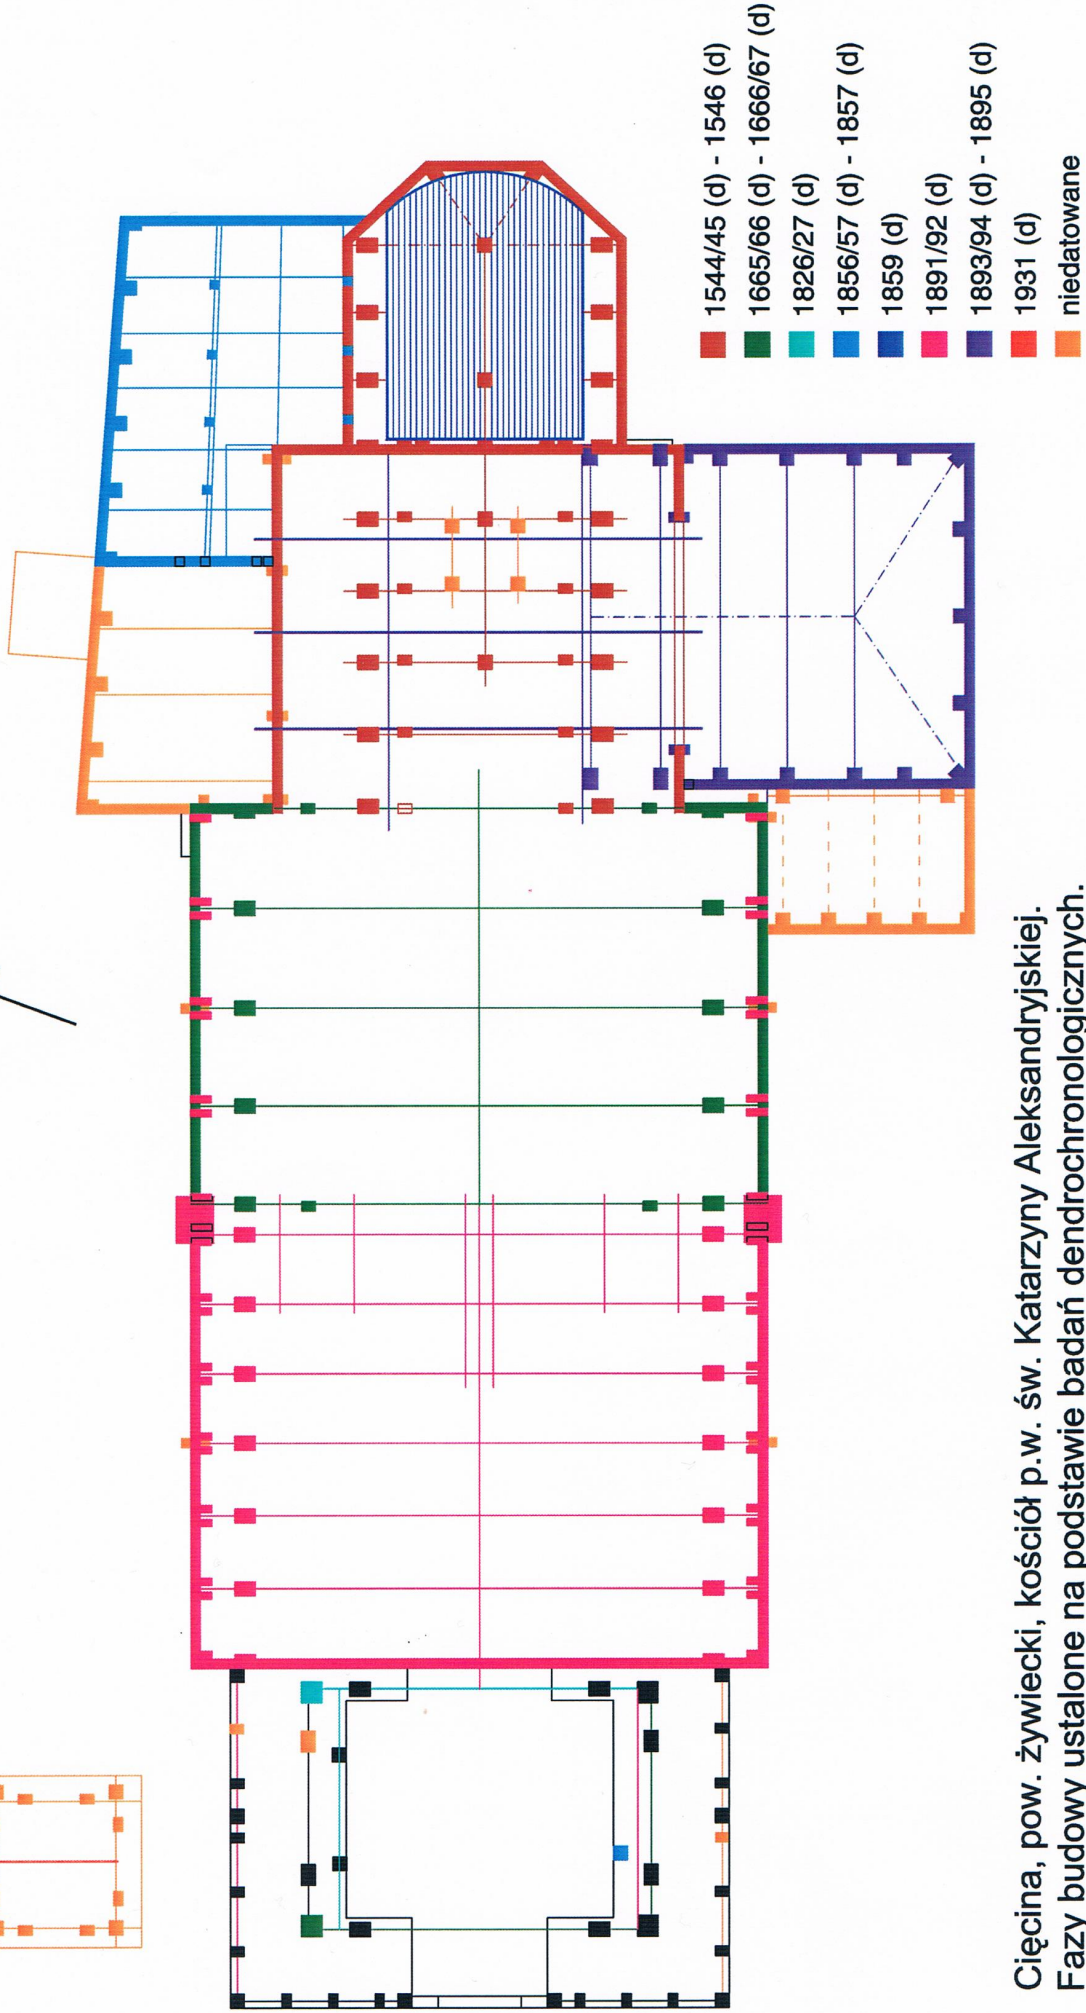 1544/45 (d) - 1546 (d)
1665/66 (d) - 1666/67 (d)
1826/27 (d)
1856/57 (d) - 1857 (d)
1859 (d)
1891/92 (d)
1893/94 (d) - 1895 (d)
1931 (d)
niedatowane
Cięcina, pow. żywiecki, kościół p.w. św. Katarzyny Aleksandryjskiej.
Fazy budowy ustalone na podstawie badań dendrochronologicznych.